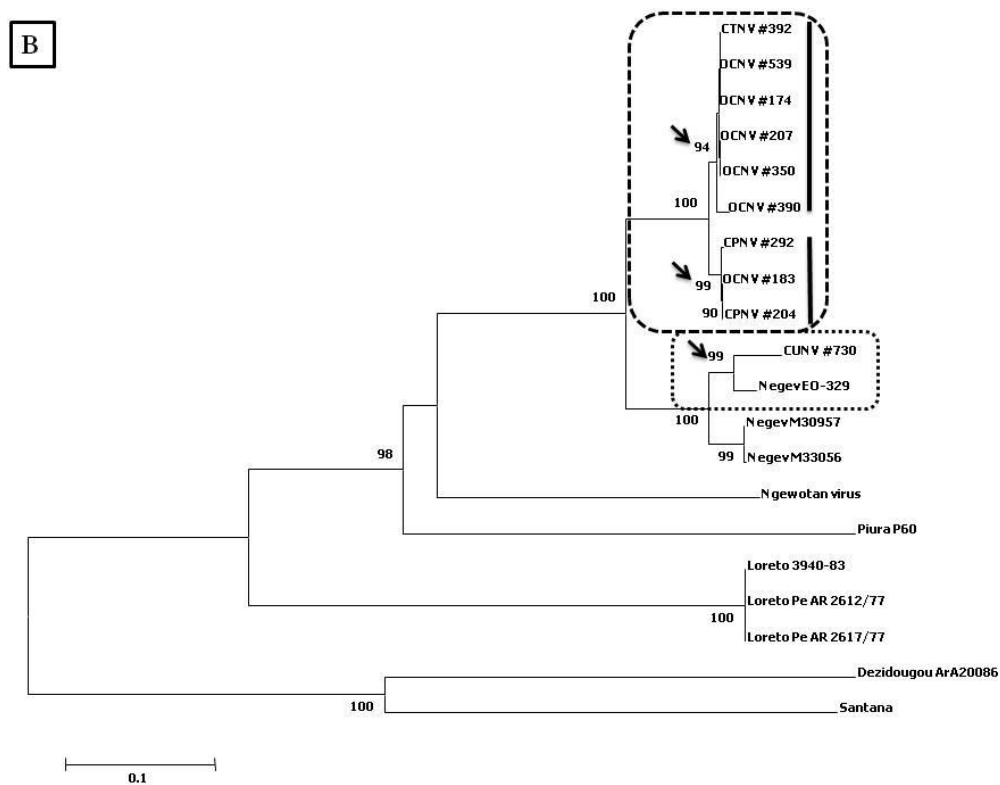 B
CTNV #392
OCNV #539
OCNV #174
OCNV #207
94
OCNV #350
100
OCNV #390
CPNV #292
OCNV #183
99
100
90
CPNV #204
99
CUNV #730
NegevEO-329
100
NegevM30957
98
99
NegevM33056
Ngewotan virus
Piura P60
Loreto 3940-83
Loreto Pe AR 2612/77
100
Loreto Pe AR 2617/77
Dezidougou ArA20086
100
Santana
0.1